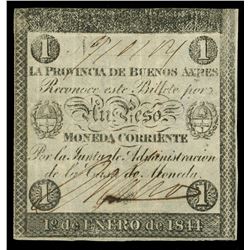 1 1
LA PROVINCIA DE BUENOS AYRES
Reconoce este Billete por
Un Peso
MONEDA CORRIENTE
Por la Junta de Administracion
de la Casa de Moneda
1 1
1º de ENERO de 1841